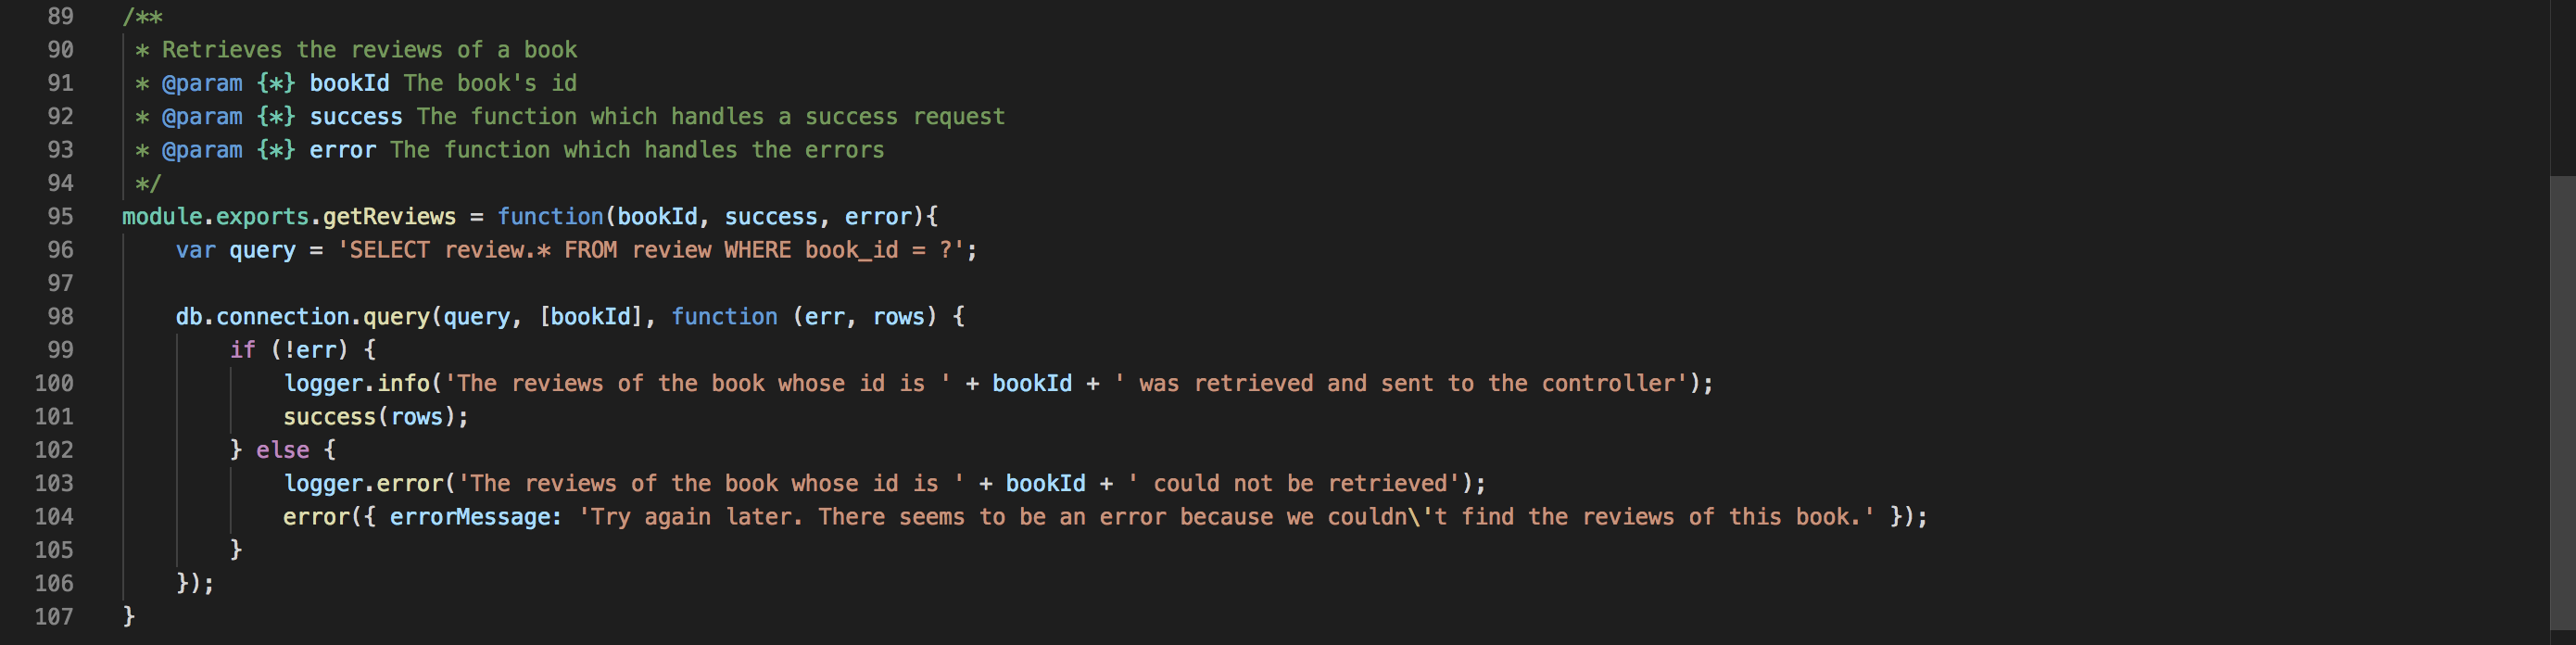 89 /**
90  * Retrieves the reviews of a book
91  * @param {*} bookId The book's id
92  * @param {*} success The function which handles a success request
93  * @param {*} error The function which handles the errors
94  */
95 module.exports.getReviews = function(bookId, success, error){
96     var query = 'SELECT review.* FROM review WHERE book_id = ?';
97
98     db.connection.query(query, [bookId], function (err, rows) {
99         if (!err) {
100             logger.info('The reviews of the book whose id is ' + bookId + ' was retrieved and sent to the controller');
101             success(rows);
102         } else {
103             logger.error('The reviews of the book whose id is ' + bookId + ' could not be retrieved');
104             error({ errorMessage: 'Try again later. There seems to be an error because we couldn\'t find the reviews of this book.' });
105         }
106     });
107 }